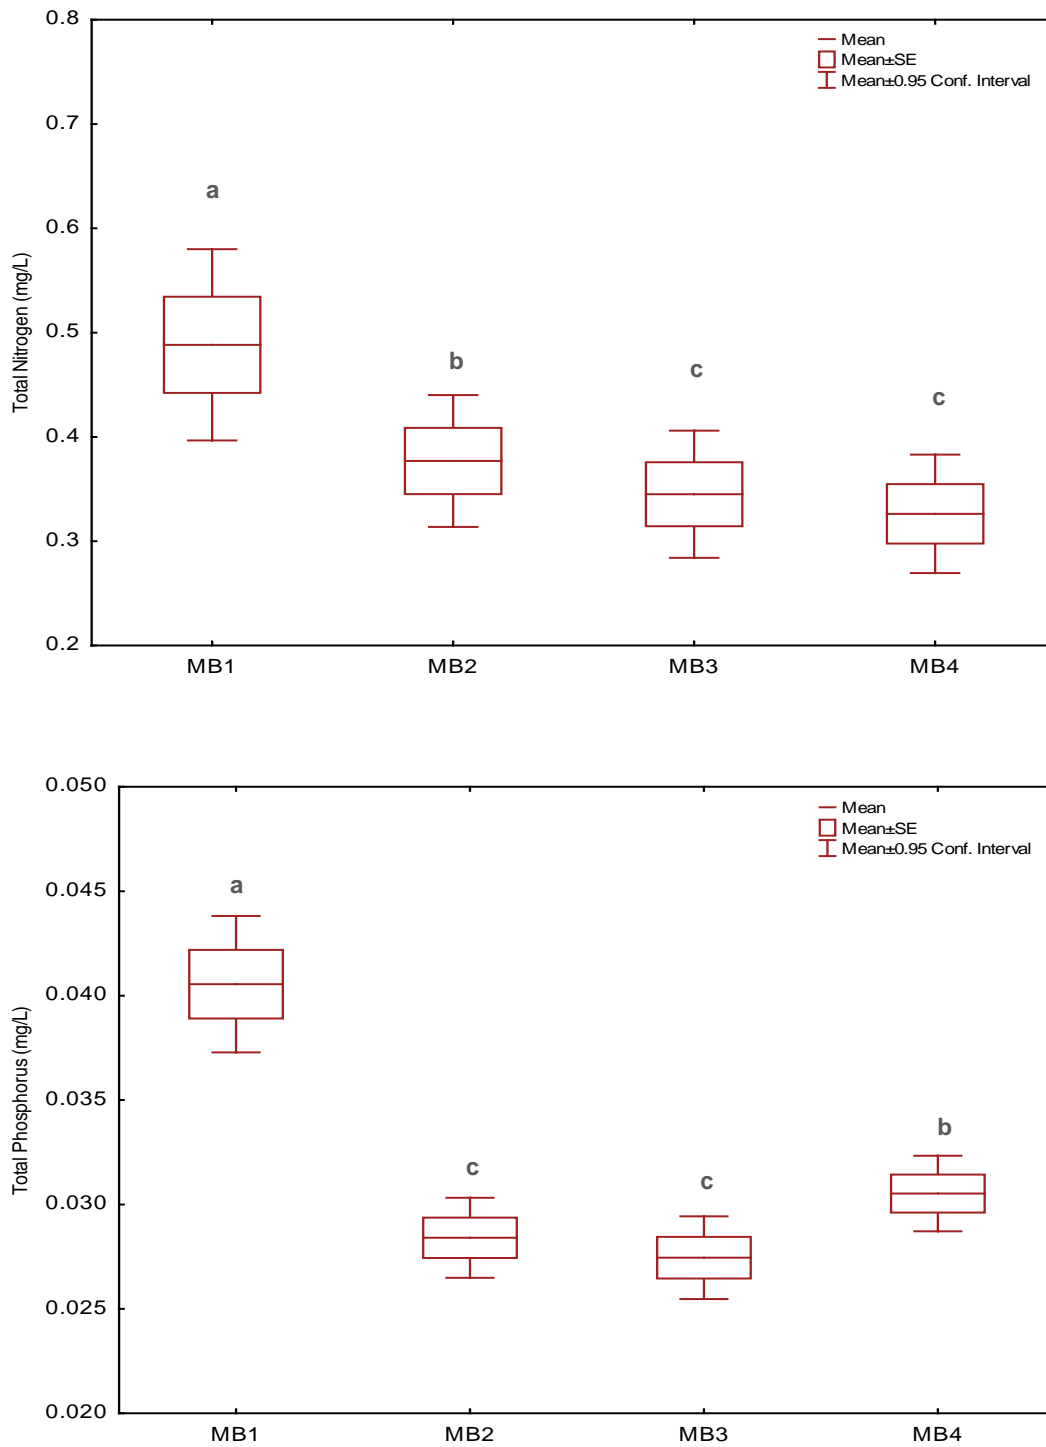 0.8
Mean
Mean±SE
Mean±0.95 Conf. Interval
0.7
a
0.6
0.5
b
c
c
0.4
0.3
0.2
Total Nitrogen (mg/L)
MB1 MB2 MB3 MB4
0.050
Mean
Mean±SE
Mean±0.95 Conf. Interval
0.045
a
0.040
0.035
b
c
c
0.030
0.025
0.020
Total Phosphorus (mg/L)
MB1 MB2 MB3 MB4